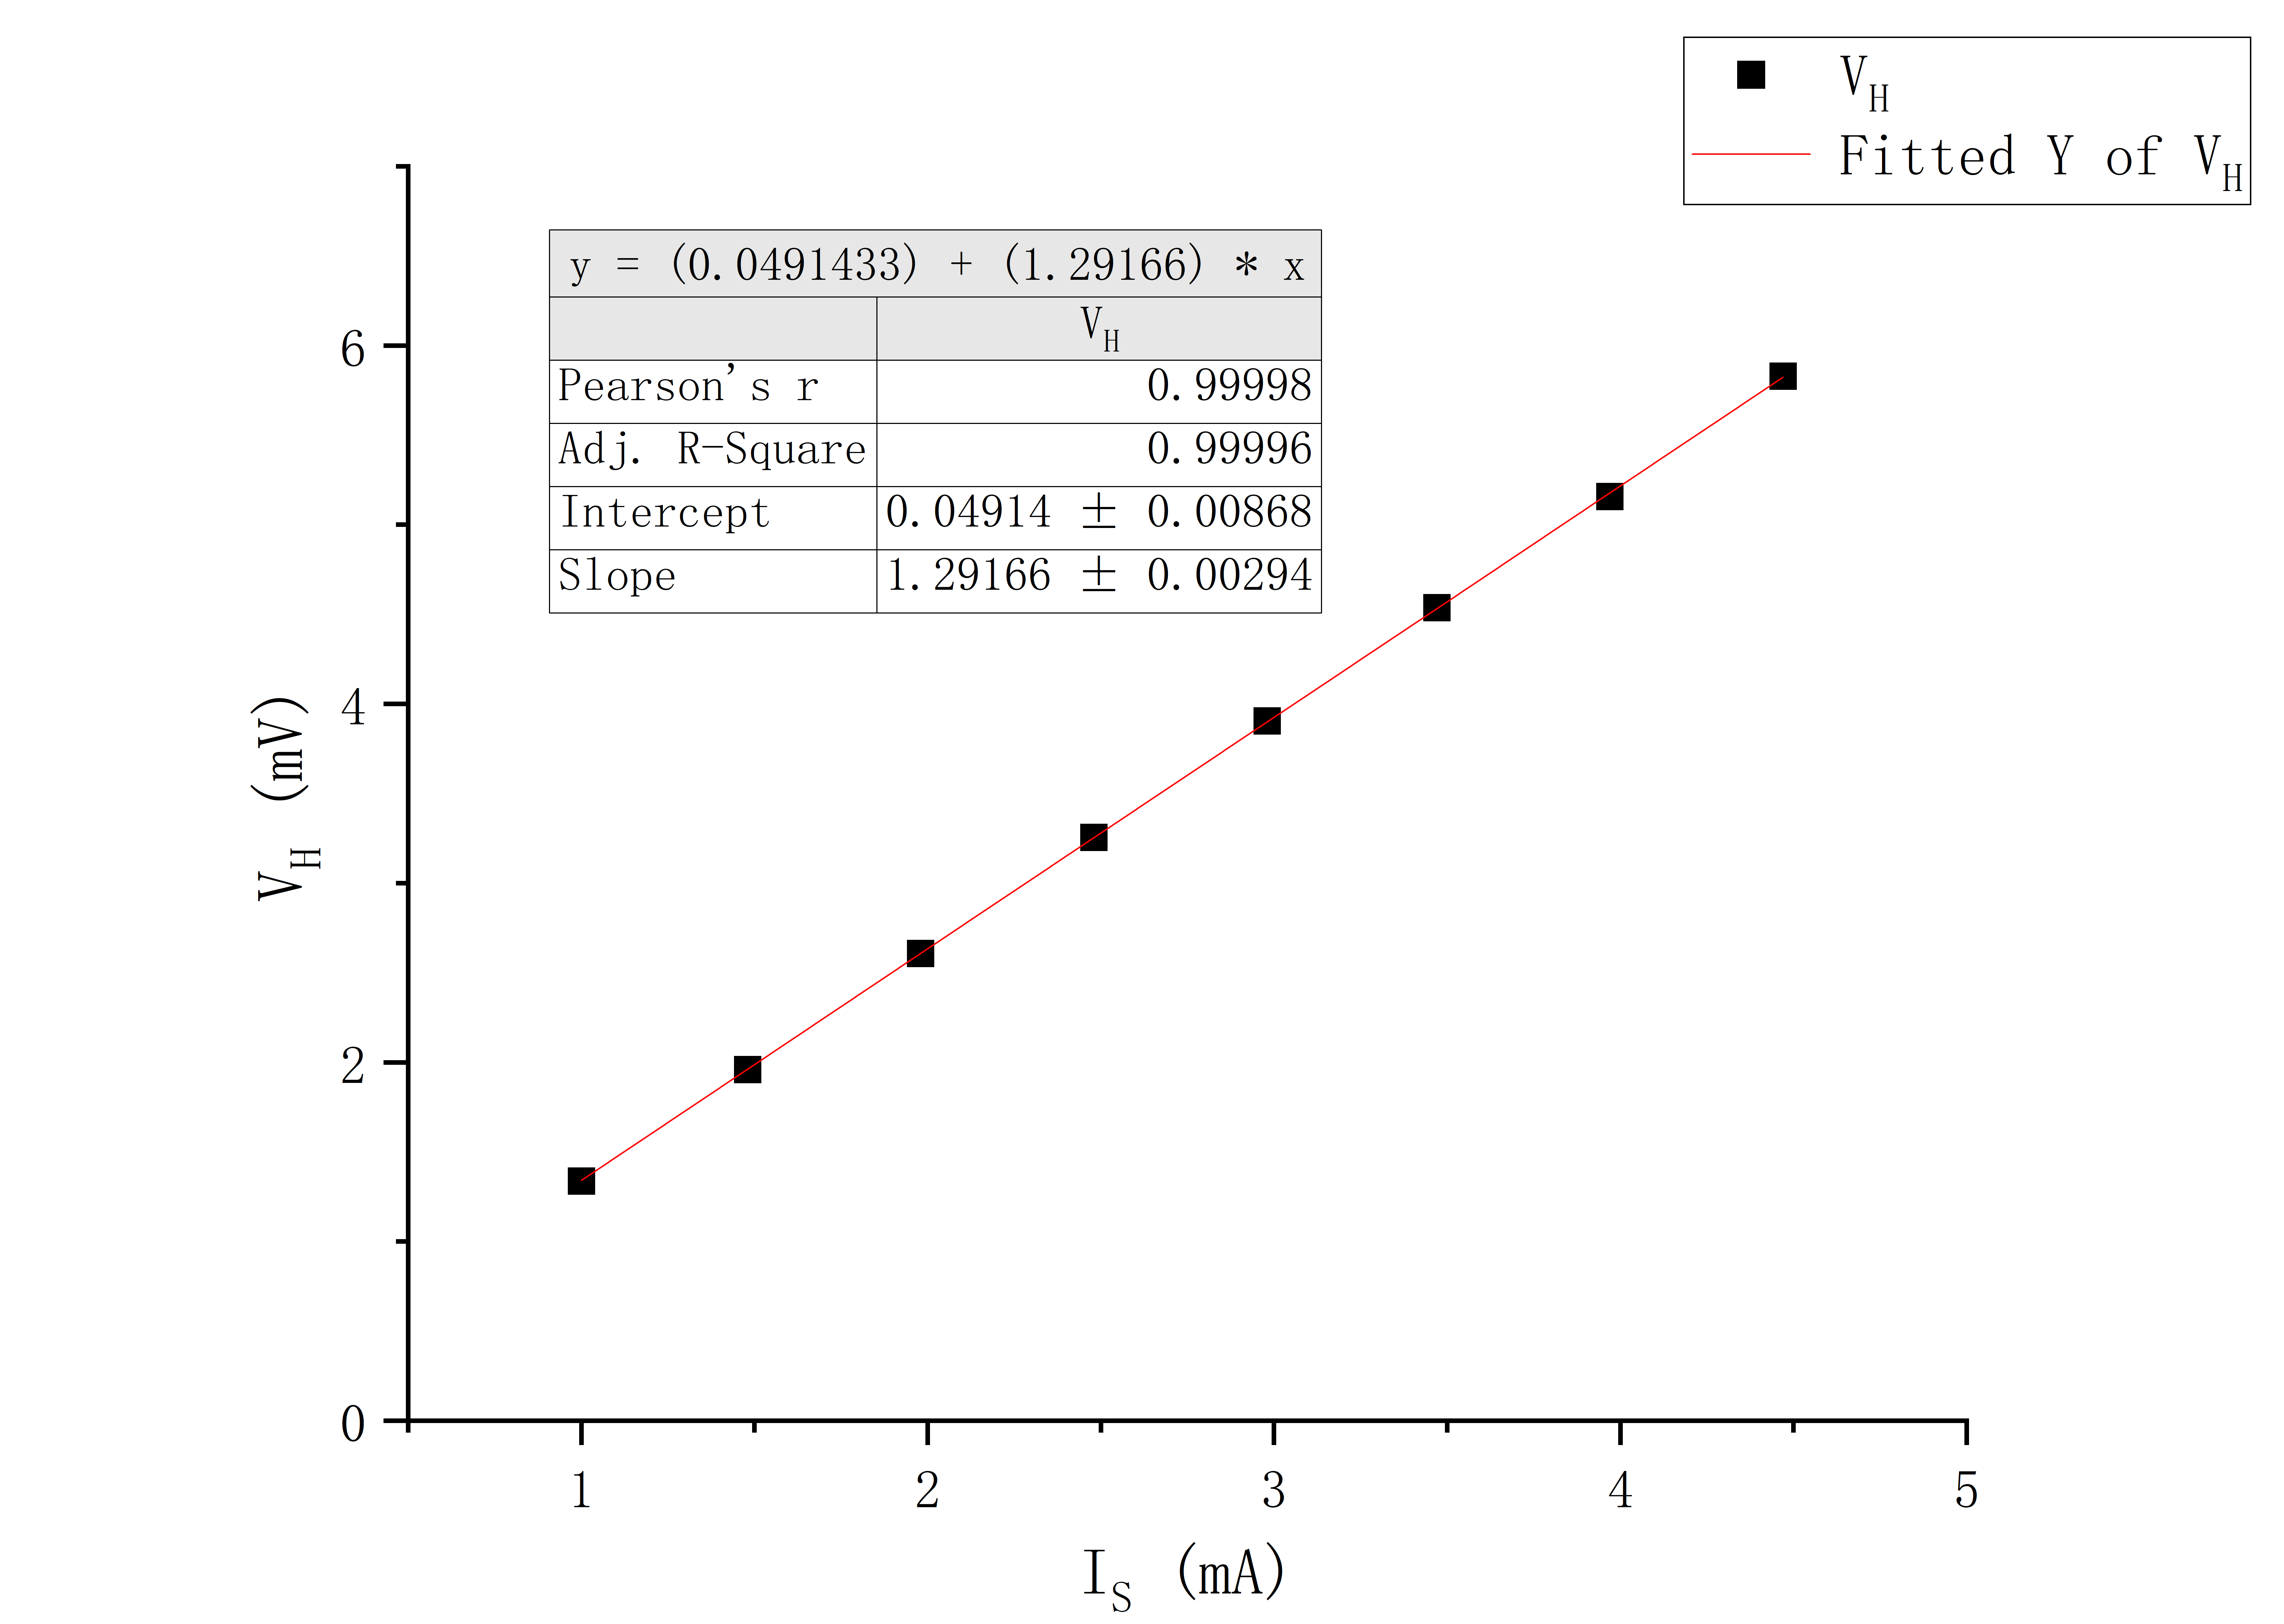 V_H
Fitted Y of V_H
y = (0.0491433) + (1.29166) * x
V_H
Pearson's r 0.99998
Adj. R-Square 0.99996
Intercept 0.04914 ± 0.00868
Slope 1.29166 ± 0.00294
6
4
2
0
V_H (mV)
1 2 3 4 5
I_S (mA)